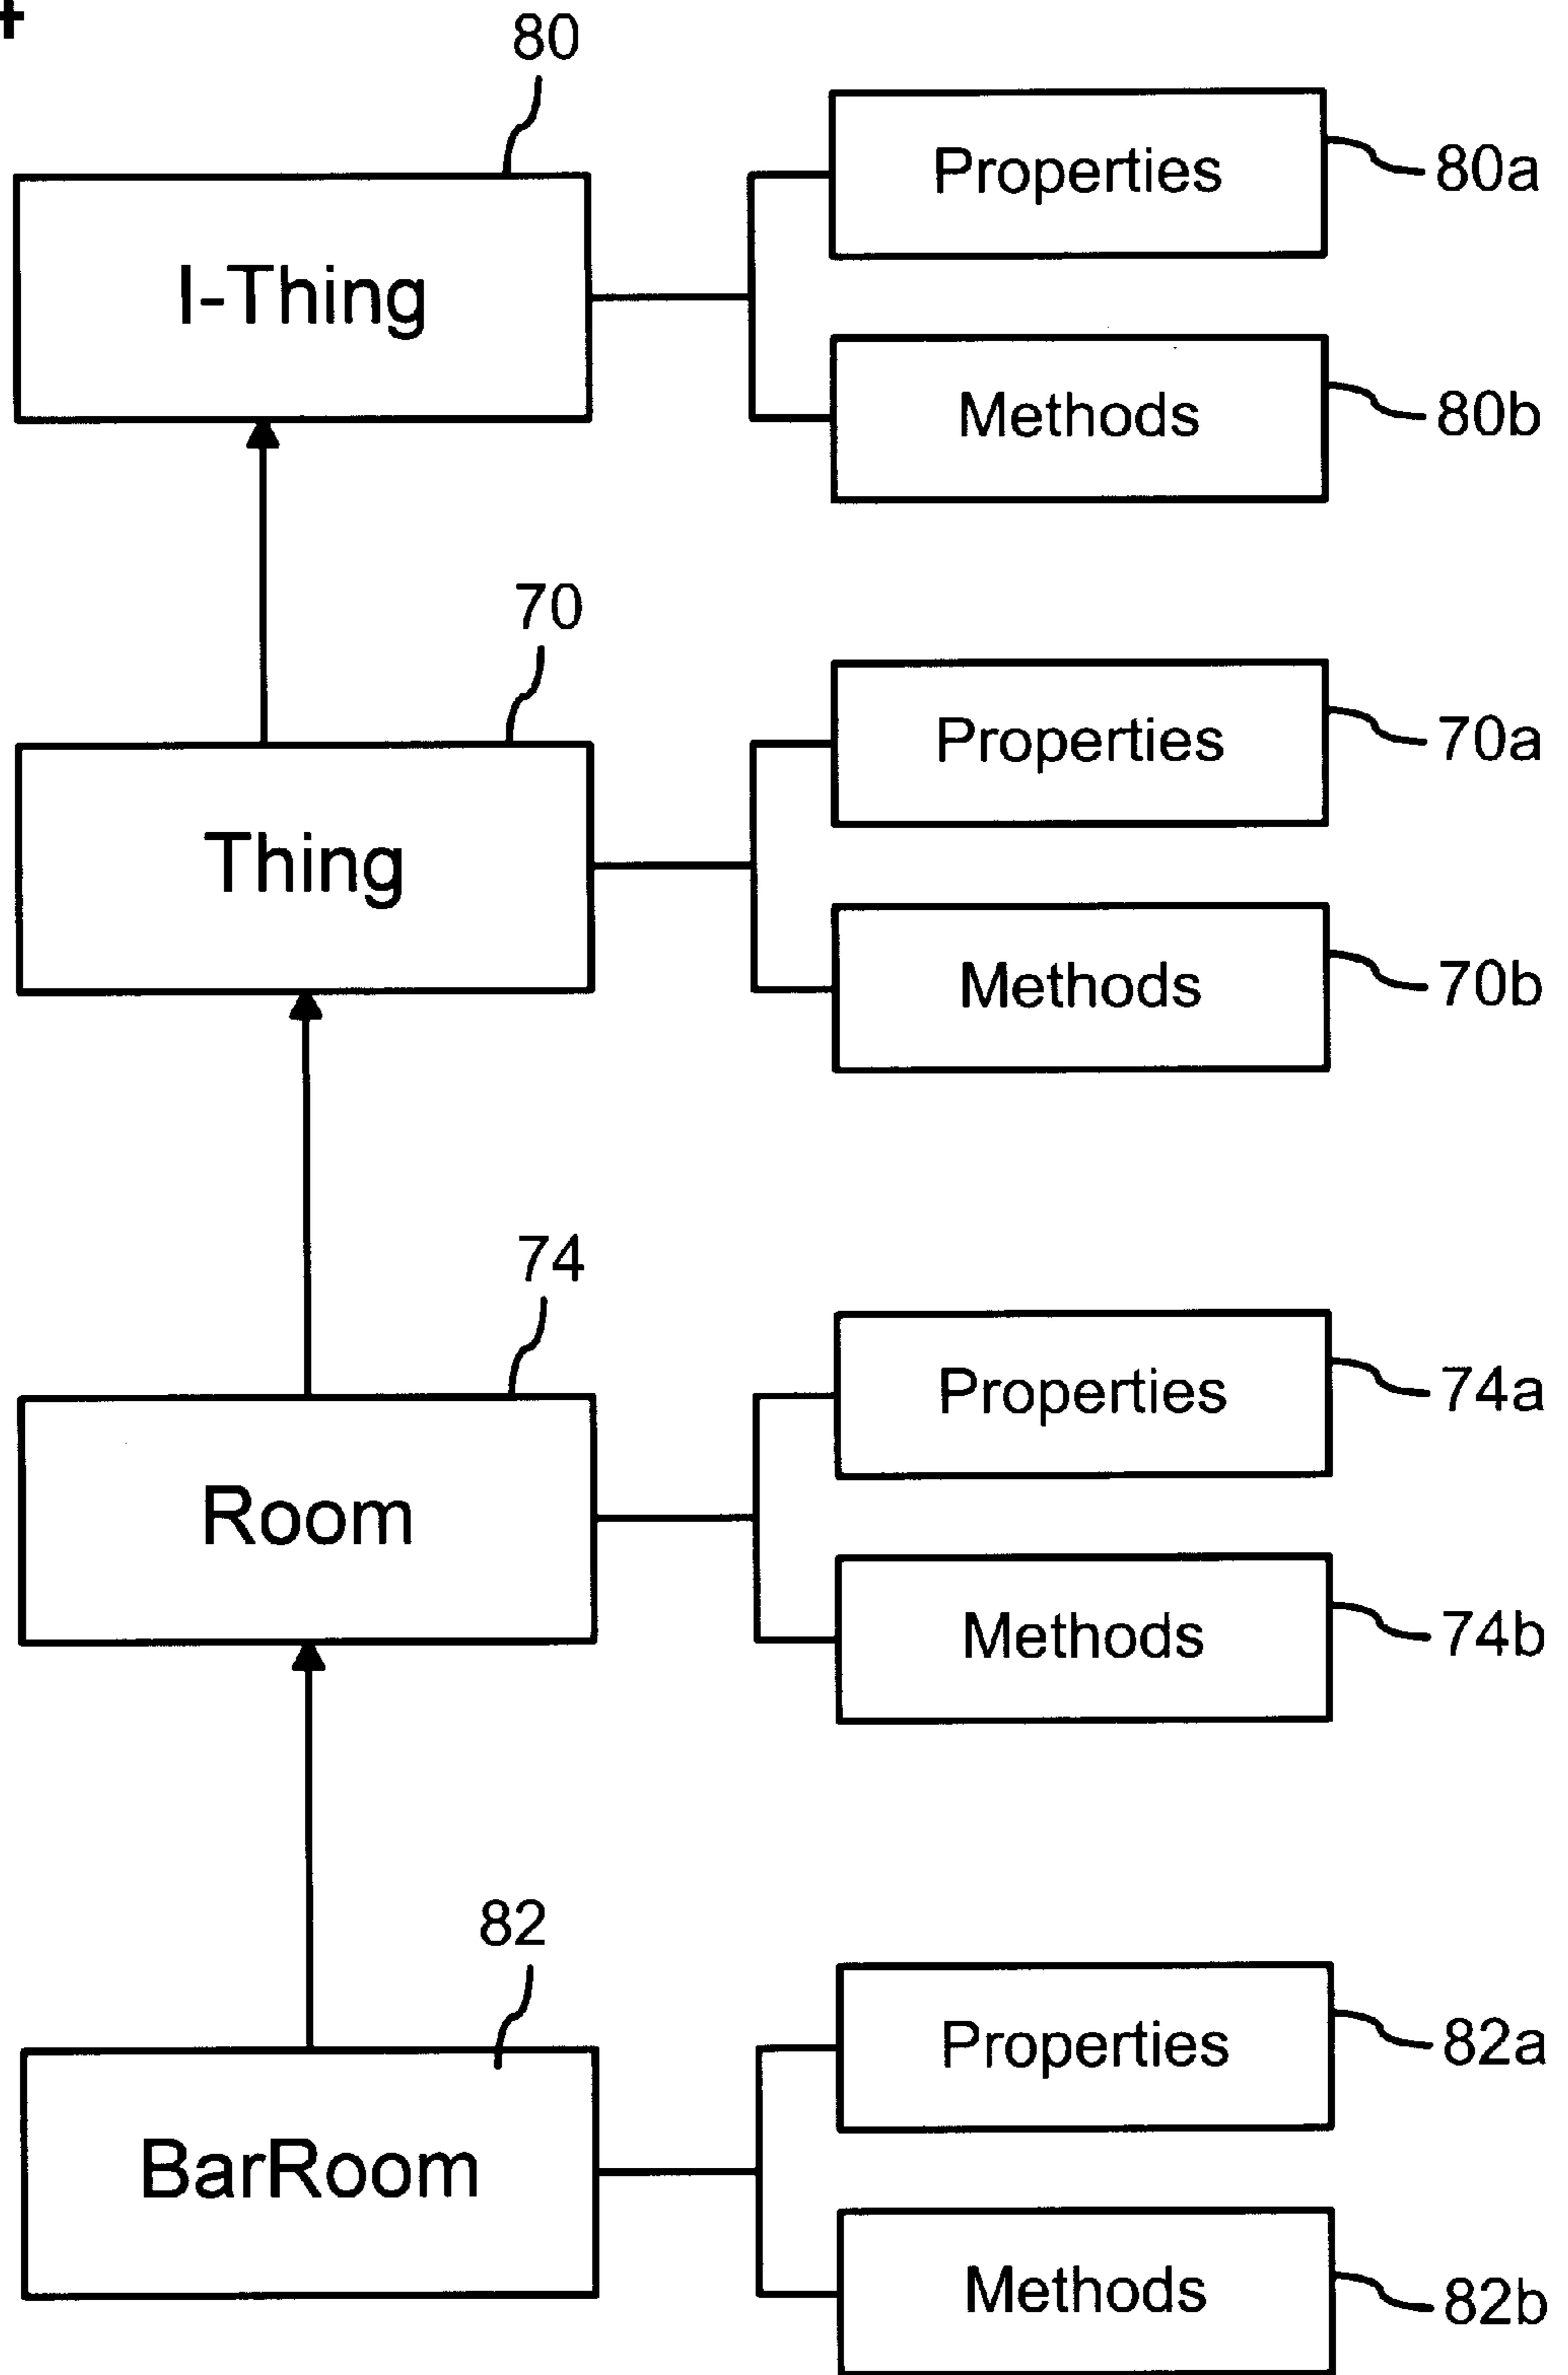 80
Properties
80a
I-Thing
Methods
80b
70
Properties
70a
Thing
Methods
70b
74
Properties
74a
Room
Methods
74b
82
Properties
82a
BarRoom
Methods
82b